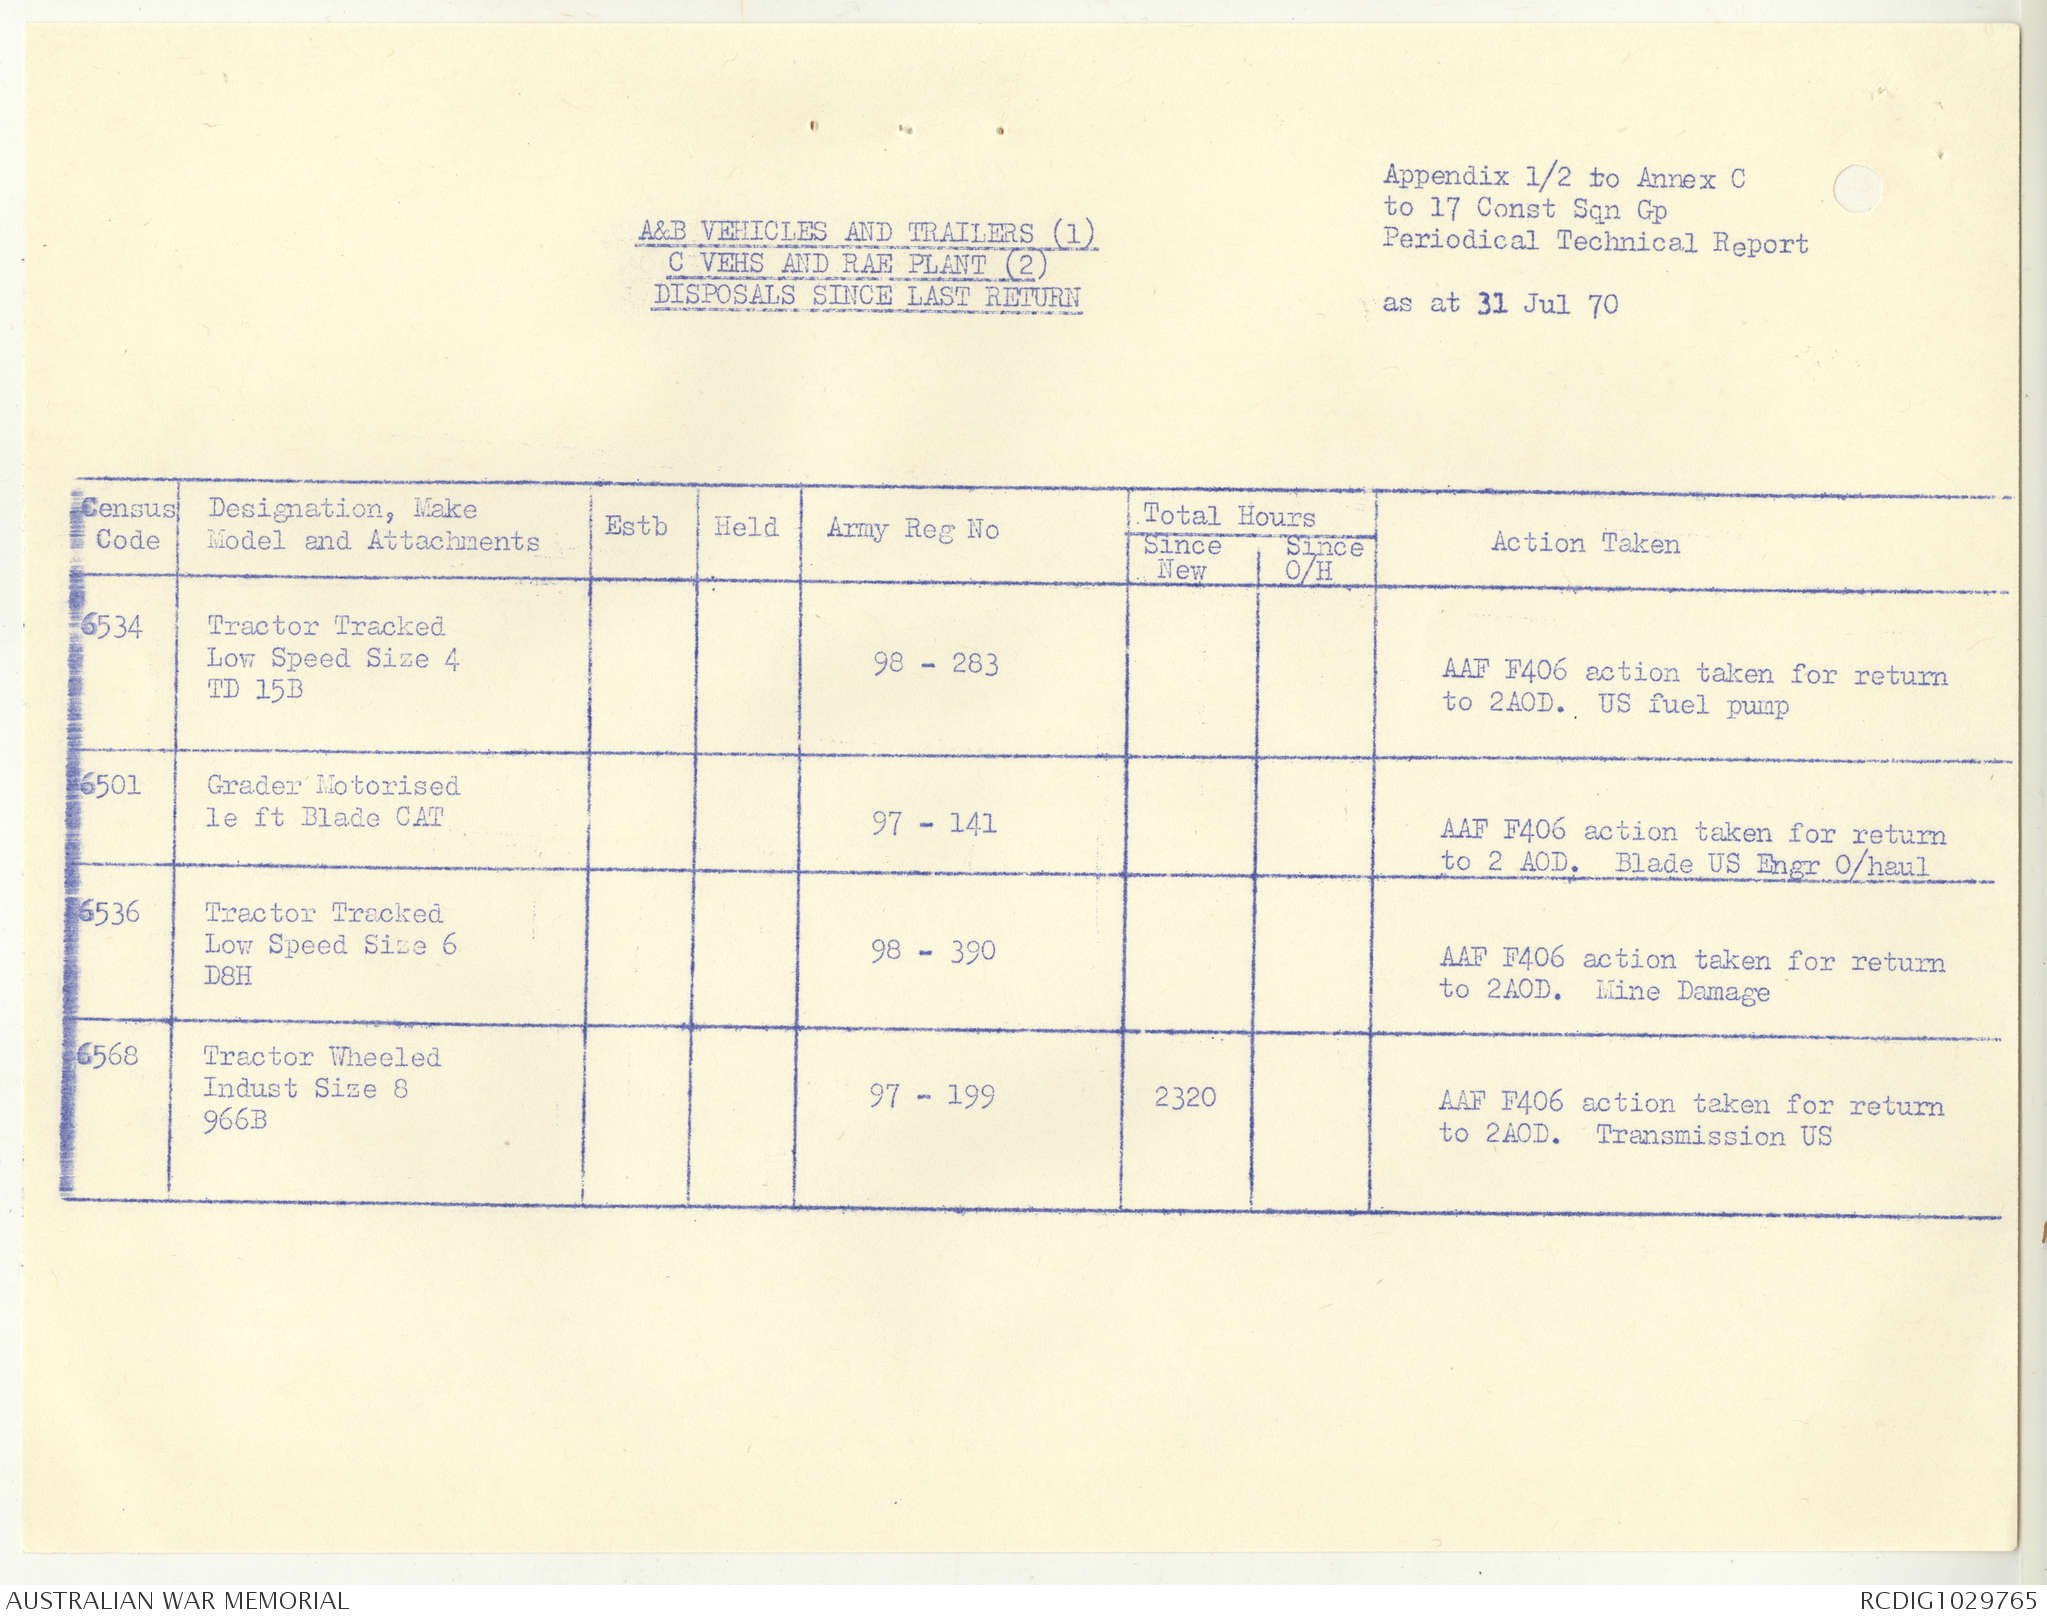 Appendix 1/2 to Annex C
to 17 Const Sqn Gp
Periodical Technical Report
as at 31 Jul 70
A&B VEHICLES AND TRAILERS (1)
C VEHS AND RAE PLANT (2)
DISPOSALS SINCE LAST RETURN
Census Code
Designation, Make
Model and Attachments
Estb
Held
Army Reg No
Total Hours
Since New
Since O/H
Action Taken
6534
Tractor Tracked
Low Speed Size 4
TD 15B
98 - 283
AAF F406 action taken for return
to 2AOD. US fuel pump
6501
Grader Motorised
le ft Blade CAT
97 - 141
AAF F406 action taken for return
to 2 AOD. Blade US Engr O/haul
6536
Tractor Tracked
Low Speed Size 6
D8H
98 - 390
AAF F406 action taken for return
to 2AOD. Mine Damage
6568
Tractor Wheeled
Indust Size 8
966B
97 - 199
2320
AAF F406 action taken for return
to 2AOD. Transmission US
AUSTRALIAN WAR MEMORIAL
RCDIG1029765